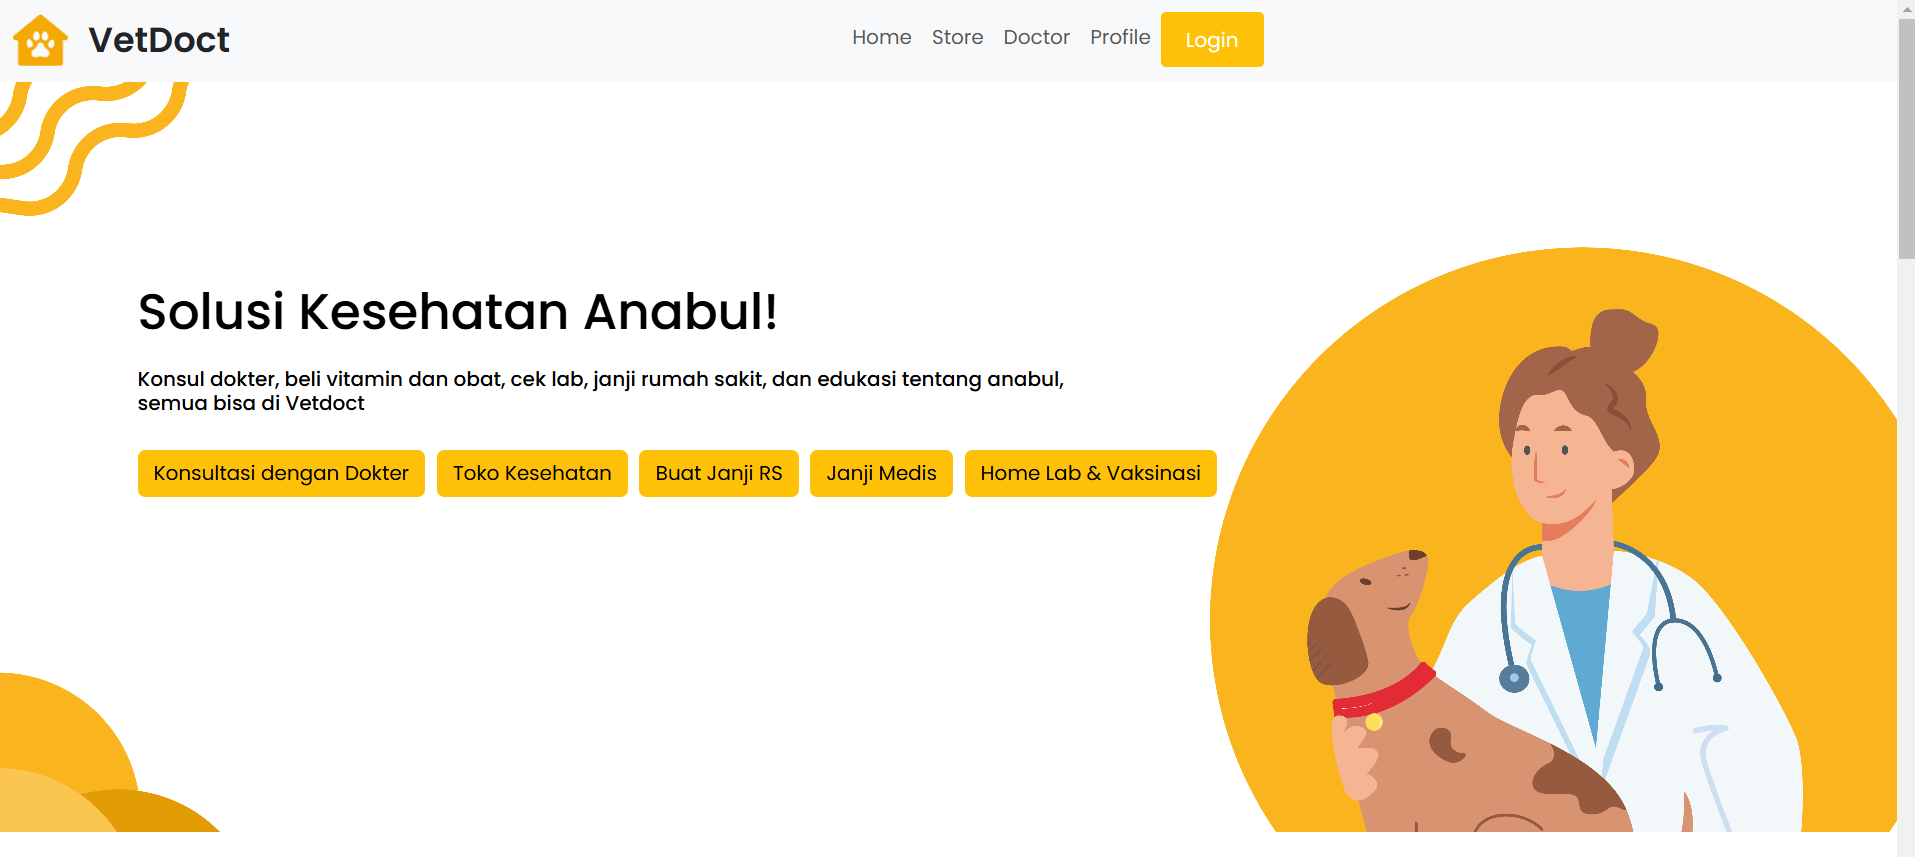 VetDoct
Home Store Doctor Profile Login
Solusi Kesehatan Anabul!
Konsul dokter, beli vitamin dan obat, cek lab, janji rumah sakit, dan edukasi tentang anabul,
semua bisa di Vetdoct
Konsultasi dengan Dokter Toko Kesehatan Buat Janji RS Janji Medis Home Lab & Vaksinasi